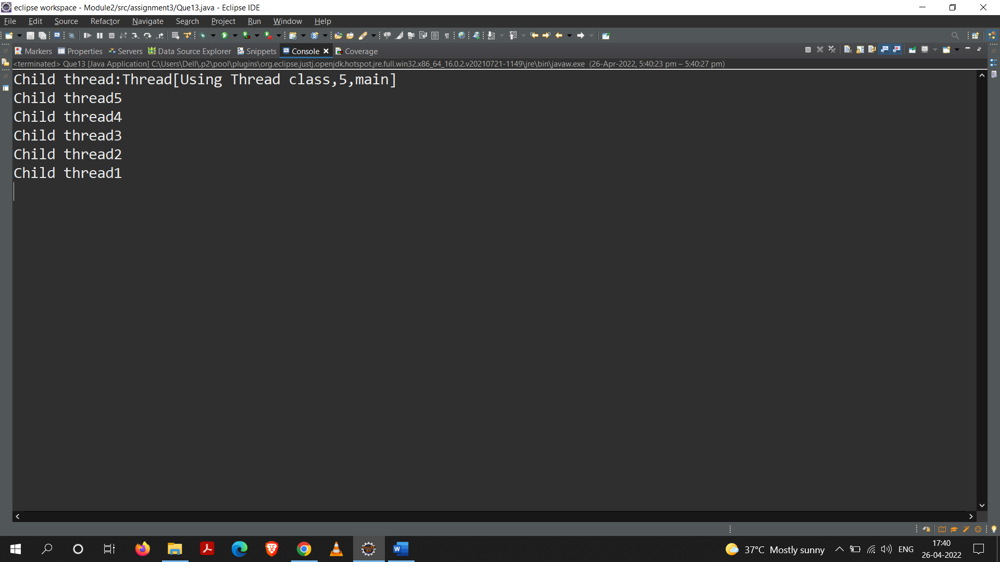 eclipse workspace - Module2/src/assignment3/Que13.java - Eclipse IDE
File Edit Source Refactor Navigate Search Project Run Window Help
Markers Properties Servers Data Source Explorer Snippets Console Coverage
<terminated> Que13 [Java Application] C:\Users\Dell\.p2\pool\plugins\org.eclipse.justj.openjdk.hotspot.jre.full.win32.x86_64_16.0.2.v20210721-1149\jre\bin\javaw.exe (26-Apr-2022, 5:40:23 pm – 5:40:27 pm)
Child thread:Thread[Using Thread class,5,main]
Child thread5
Child thread4
Child thread3
Child thread2
Child thread1
37°C Mostly sunny ENG 17:40
26-04-2022